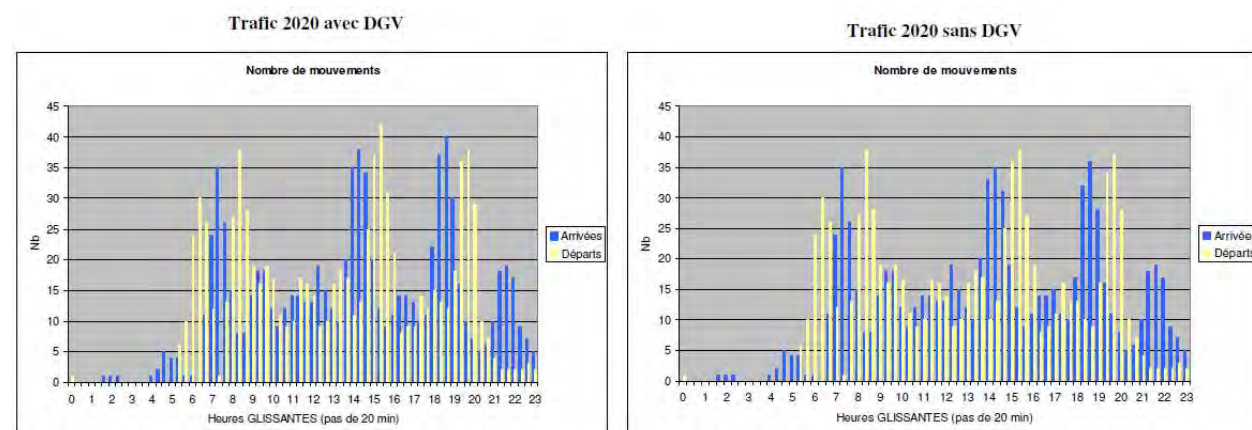 Trafic 2020 avec DGV
Nombre de mouvements
45
40
35
30
25
20
15
10
5
0
Nb
0 1 2 3 4 5 6 7 8 9 10 11 12 13 14 15 16 17 18 19 20 21 22 23
Heures GLISSANTES (pas de 20 min)
Arrivées
Départs
Trafic 2020 sans DGV
Nombre de mouvements
45
40
35
30
25
20
15
10
5
0
Nb
0 1 2 3 4 5 6 7 8 9 10 11 12 13 14 15 16 17 18 19 20 21 22 23
Heures GLISSANTES (pas de 20 min)
Arrivée
Départs